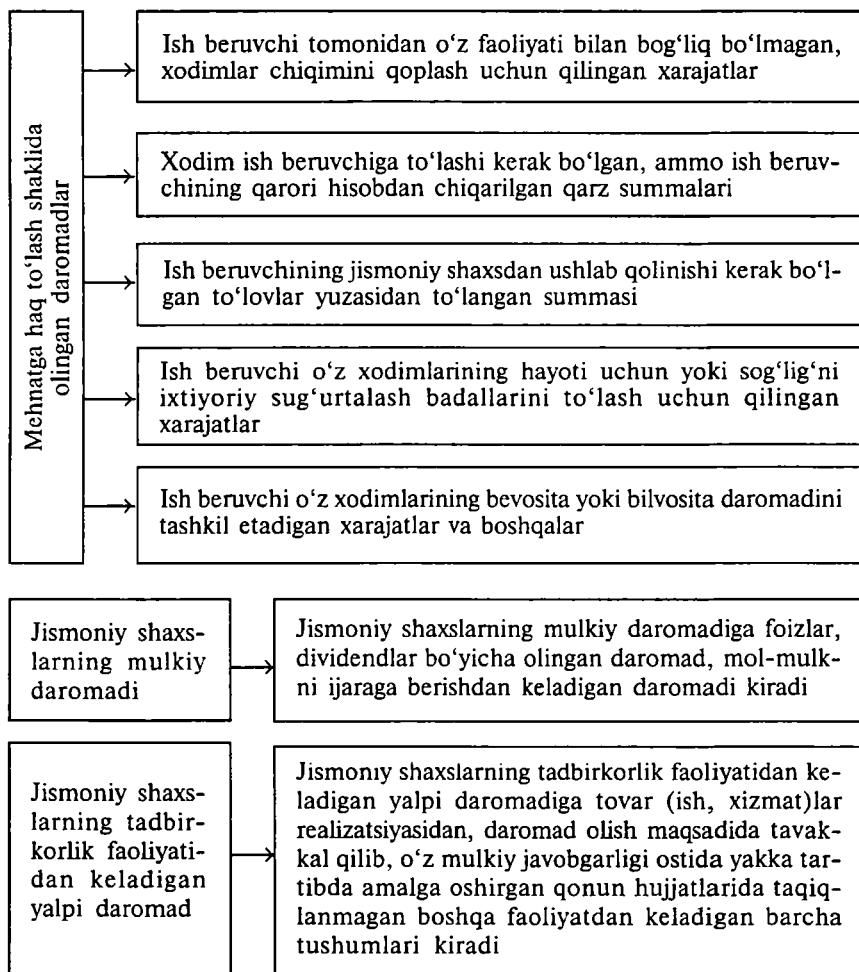 Mehnatga haq to‘lash shaklida
olingan daromadlar
Ish beruvchi tomonidan o‘z faoliyati bilan bog‘liq bo‘lmagan,
xodimlar chiqimini qoplash uchun qilingan xarajatlar
Xodim ish beruvchiga to‘lashi kerak bo‘lgan, ammo ish beruv-
chining qarori hisobdan chiqarilgan qarz summalari
Ish beruvchining jismoniy shaxsdan ushlab qolinishi kerak bo‘l-
gan to‘lovlar yuzasidan to‘langan summasi
Ish beruvchi o‘z xodimlarining hayoti uchun yoki sog‘lig‘ni
ixtiyoriy sug‘urtalash badallarini to‘lash uchun qilingan
xarajatlar
Ish beruvchi o‘z xodimlarining bevosita yoki bilvosita daromadini
tashkil etadigan xarajatlar va boshqalar
Jismoniy shaxs-
larning mulkiy
daromadi
Jismoniy shaxslarning mulkiy daromadiga foizlar,
dividendlar bo‘yicha olingan daromad, mol-mulk-
ni ijaraga berishdan keladigan daromadi kiradi
Jismoniy shaxs-
larning tadbir-
korlik faoliyati-
dan keladigan
yalpi daromad
Jismoniy shaxslarning tadbirkorlik faoliyatidan ke-
ladigan yalpi daromadiga tovar (ish, xizmat)lar
realizatsiyasidan, daromad olish maqsadida tavak-
kal qilib, o‘z mulkiy javobgarligi ostida yakka tar-
tibda amalga oshirgan qonun hujjatlarida taqiq-
lanmagan boshqa faoliyatdan keladigan barcha
tushumlari kiradi